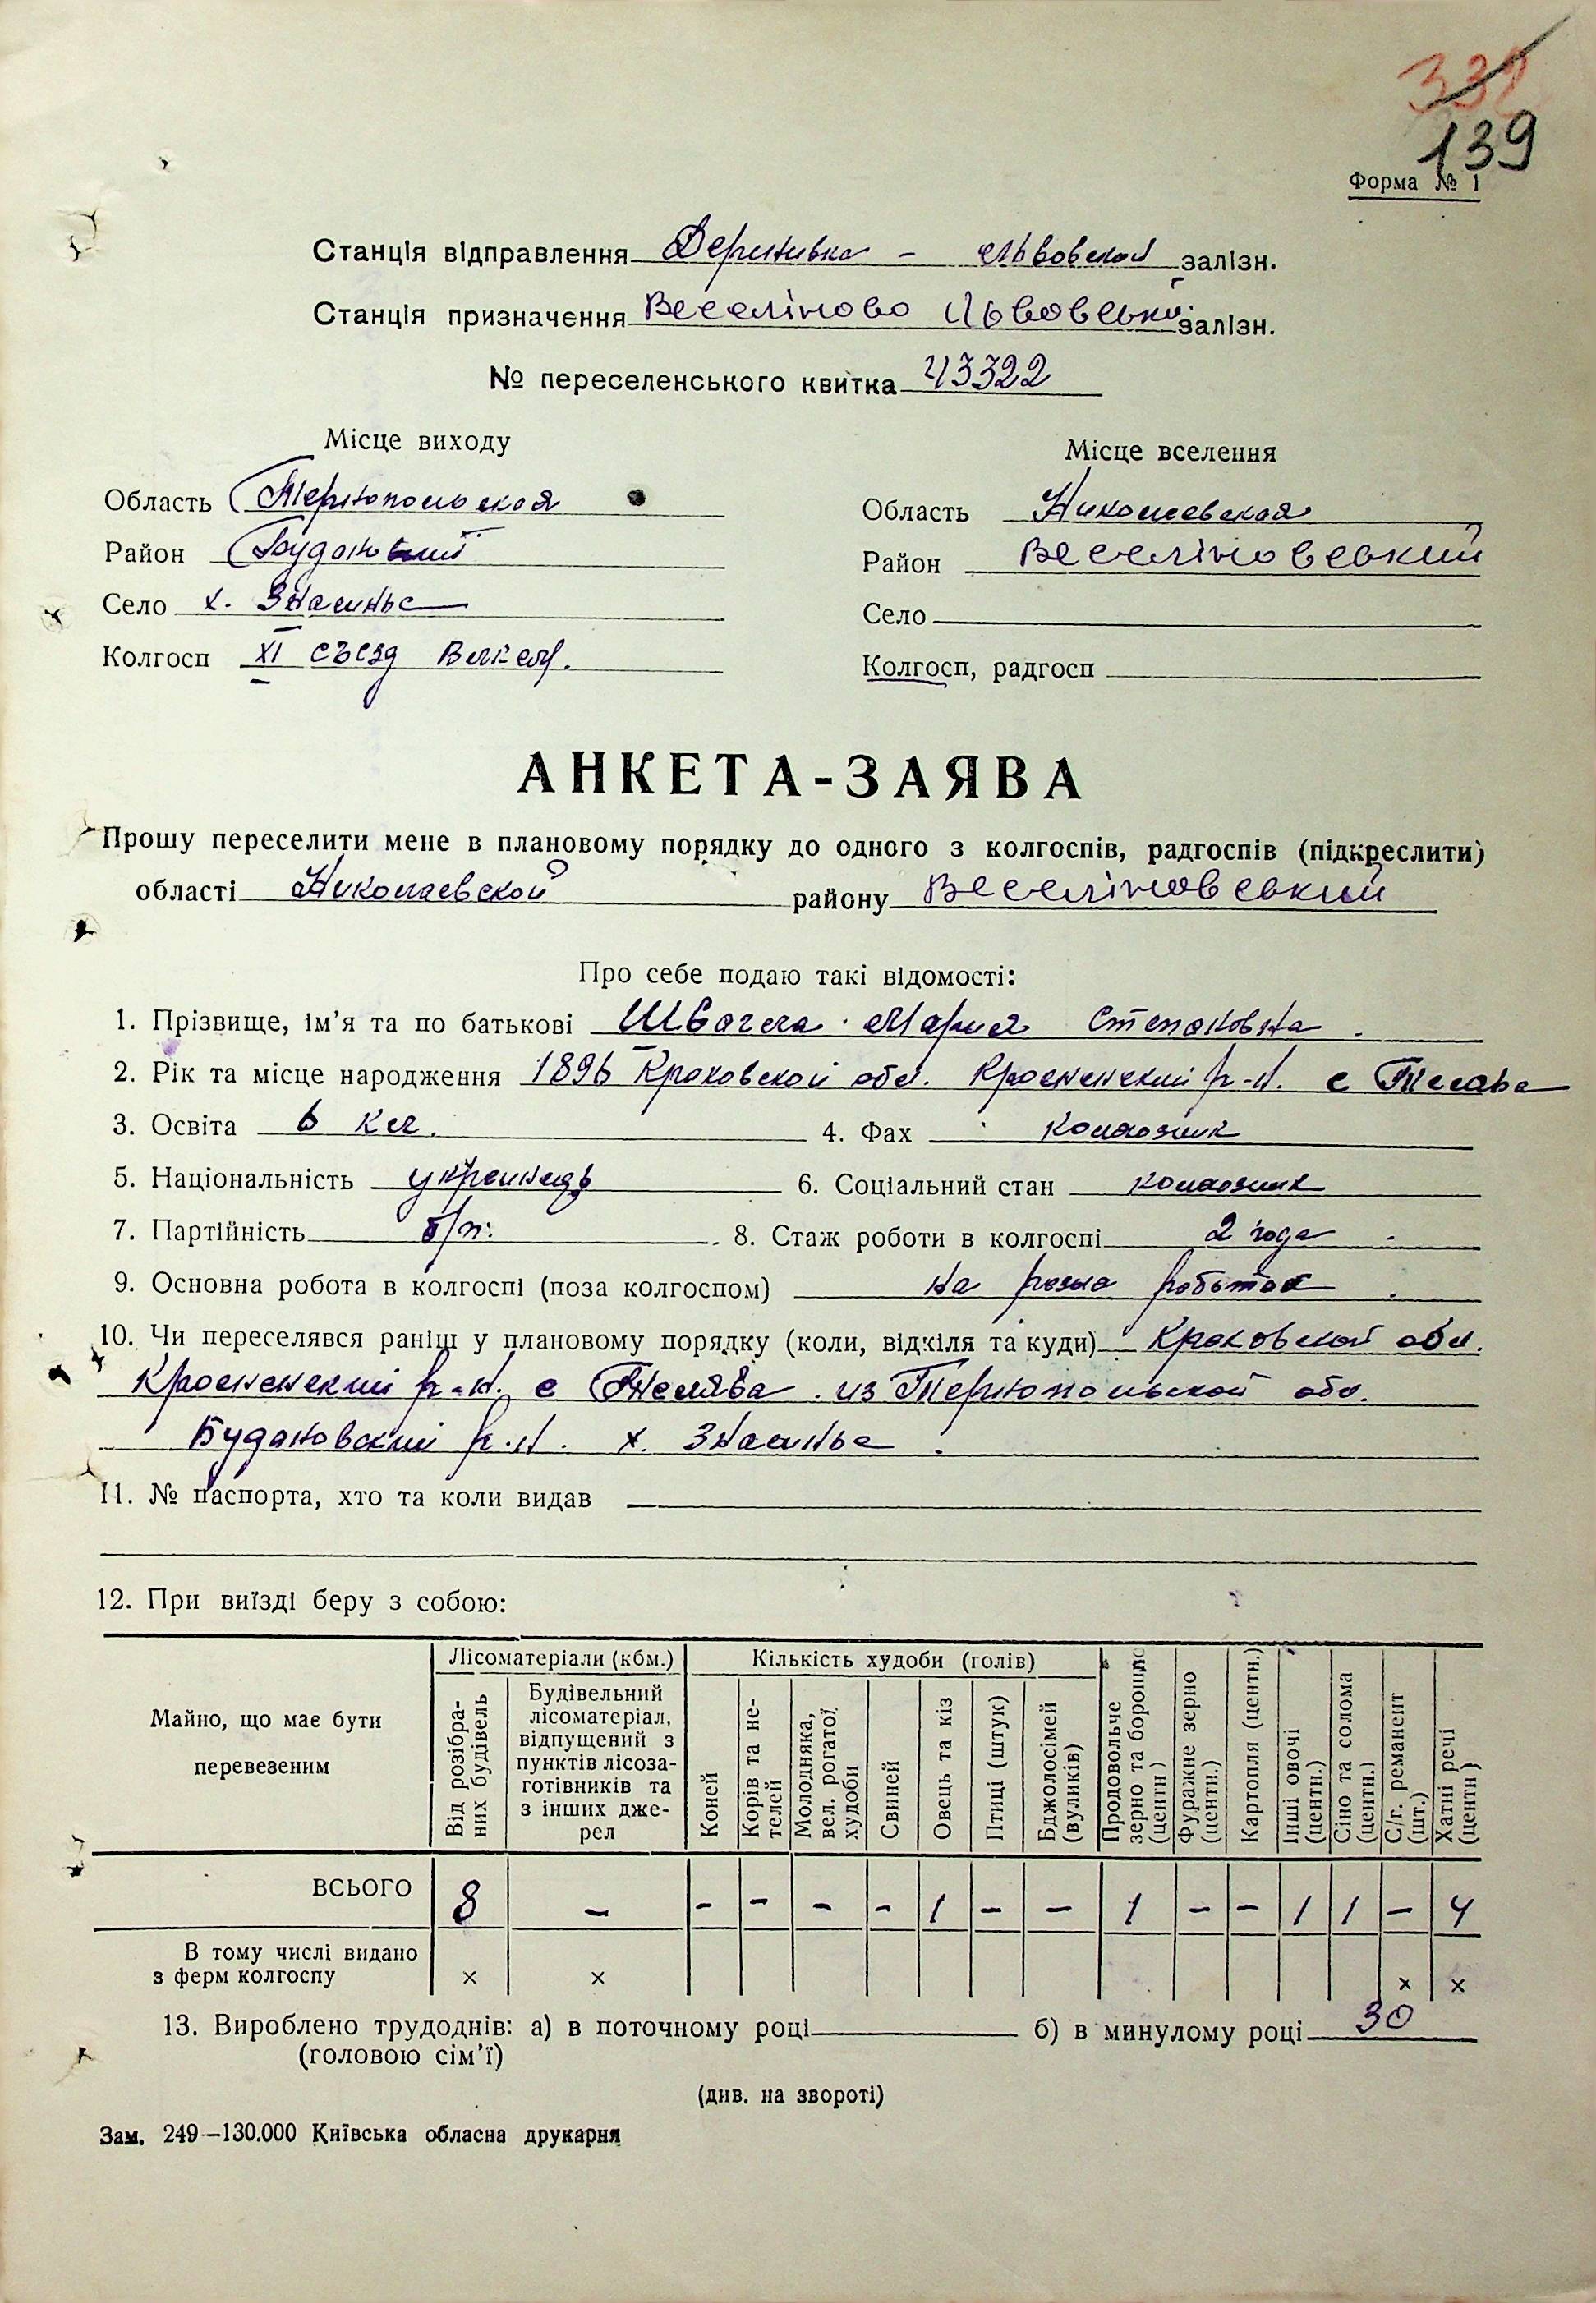 332
139
Форма № 1
Станція відправлення Деринивка – Львовской залізн.
Станція призначення Веселіново Львовської залізн.
№ переселенського квитка 43322
Місце виходу
Місце вселення
Область Тернопольская
Область Николаевская
Район Будановский
Район Веселіновський
Село х. Знесинье
Село
Колгосп XI съезд Влксм.
Колгосп, радгосп
АНКЕТА-ЗАЯВА
Прошу переселити мене в плановому порядку до одного з колгоспів, радгоспів (підкреслити)
області Николаевской району Веселіновський
Про себе подаю такі відомості:
1. Прізвище, ім'я та по батькові Мария Степановна
2. Рік та місце народження 1896 Краковской обл. Кросненский р-н. с
3. Освіта 6 кл. 4. Фах колхозник
5. Національність украинец 6. Соціальний стан колхозник
7. Партійність б/п. 8. Стаж роботи в колгоспі 2 года
9. Основна робота в колгоспі (поза колгоспом) на разна роботах
10. Чи переселявся раніш у плановому порядку (коли, відкіля та куди) Краковской обл.
Кросненский р-н. с из Тернопольской обл.
Будановский р-н. х. Знесинье
11. № паспорта, хто та коли видав
12. При виїзді беру з собою:
Майно, що має бути перевезеним
Лісоматеріали (кбм.)
Кількість худоби (голів)
Від розібраних будівель
Будівельний лісоматеріал, відпущений з пунктів лісозаготівників та з інших джерел
Коней
Корів та нетелей
Молодняка, вел. рогатої худоби
Свиней
Овець та кіз
Птиці (штук)
Бджолосімей (вуликів)
Продовольче зерно та борошно (центн)
Фуражне зерно (центн.)
Картопля (центн.)
Інші овочі (центн.)
Сіно та солома (центн.)
С/г. реманент (шт.)
Хатні речі (центн)
ВСЬОГО 8 – – – – – 1 – – 1 – – 1 1 – 4
В тому числі видано
з ферм колгоспу × × × ×
13. Вироблено трудоднів: а) в поточному році б) в минулому році 30
(головою сім'ї)
(див. на звороті)
Зам. 249—130.000 Київська обласна друкарня